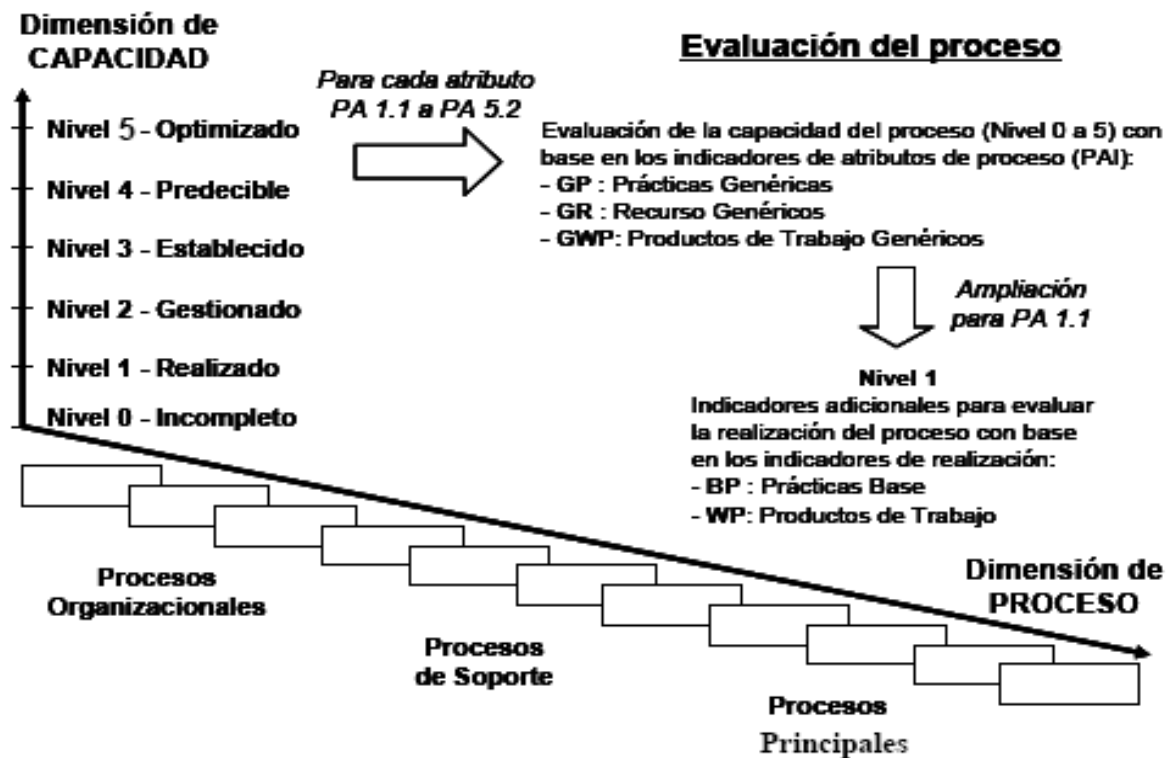 Dimensión de
CAPACIDAD
Nivel 5 - Optimizado
Nivel 4 - Predecible
Nivel 3 - Establecido
Nivel 2 - Gestionado
Nivel 1 - Realizado
Nivel 0 - Incompleto
Para cada atributo
PA 1.1 a PA 5.2
Evaluación del proceso
Evaluación de la capacidad del proceso (Nivel 0 a 5) con
base en los indicadores de atributos de proceso (PAI):
- GP : Prácticas Genéricas
- GR : Recurso Genéricos
- GWP: Productos de Trabajo Genéricos
Ampliación
para PA 1.1
Nivel 1
Indicadores adicionales para evaluar
la realización del proceso con base
en los indicadores de realización:
- BP : Prácticas Base
- WP: Productos de Trabajo
Dimensión de
PROCESO
Procesos
Organizacionales
Procesos
de Soporte
Procesos
Principales